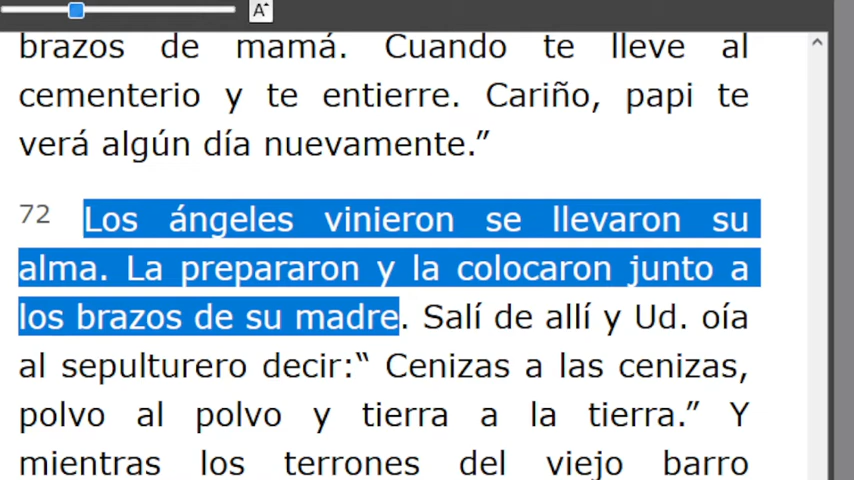 A
brazos de mamá. Cuando te lleve al
cementerio y te entierre. Cariño, papi te
verá algún día nuevamente.”
72 Los ángeles vinieron se llevaron su
alma. La prepararon y la colocaron junto a
los brazos de su madre. Salí de allí y Ud. oía
al sepulturero decir:“ Cenizas a las cenizas,
polvo al polvo y tierra a la tierra.” Y
mientras los terrones del viejo barro